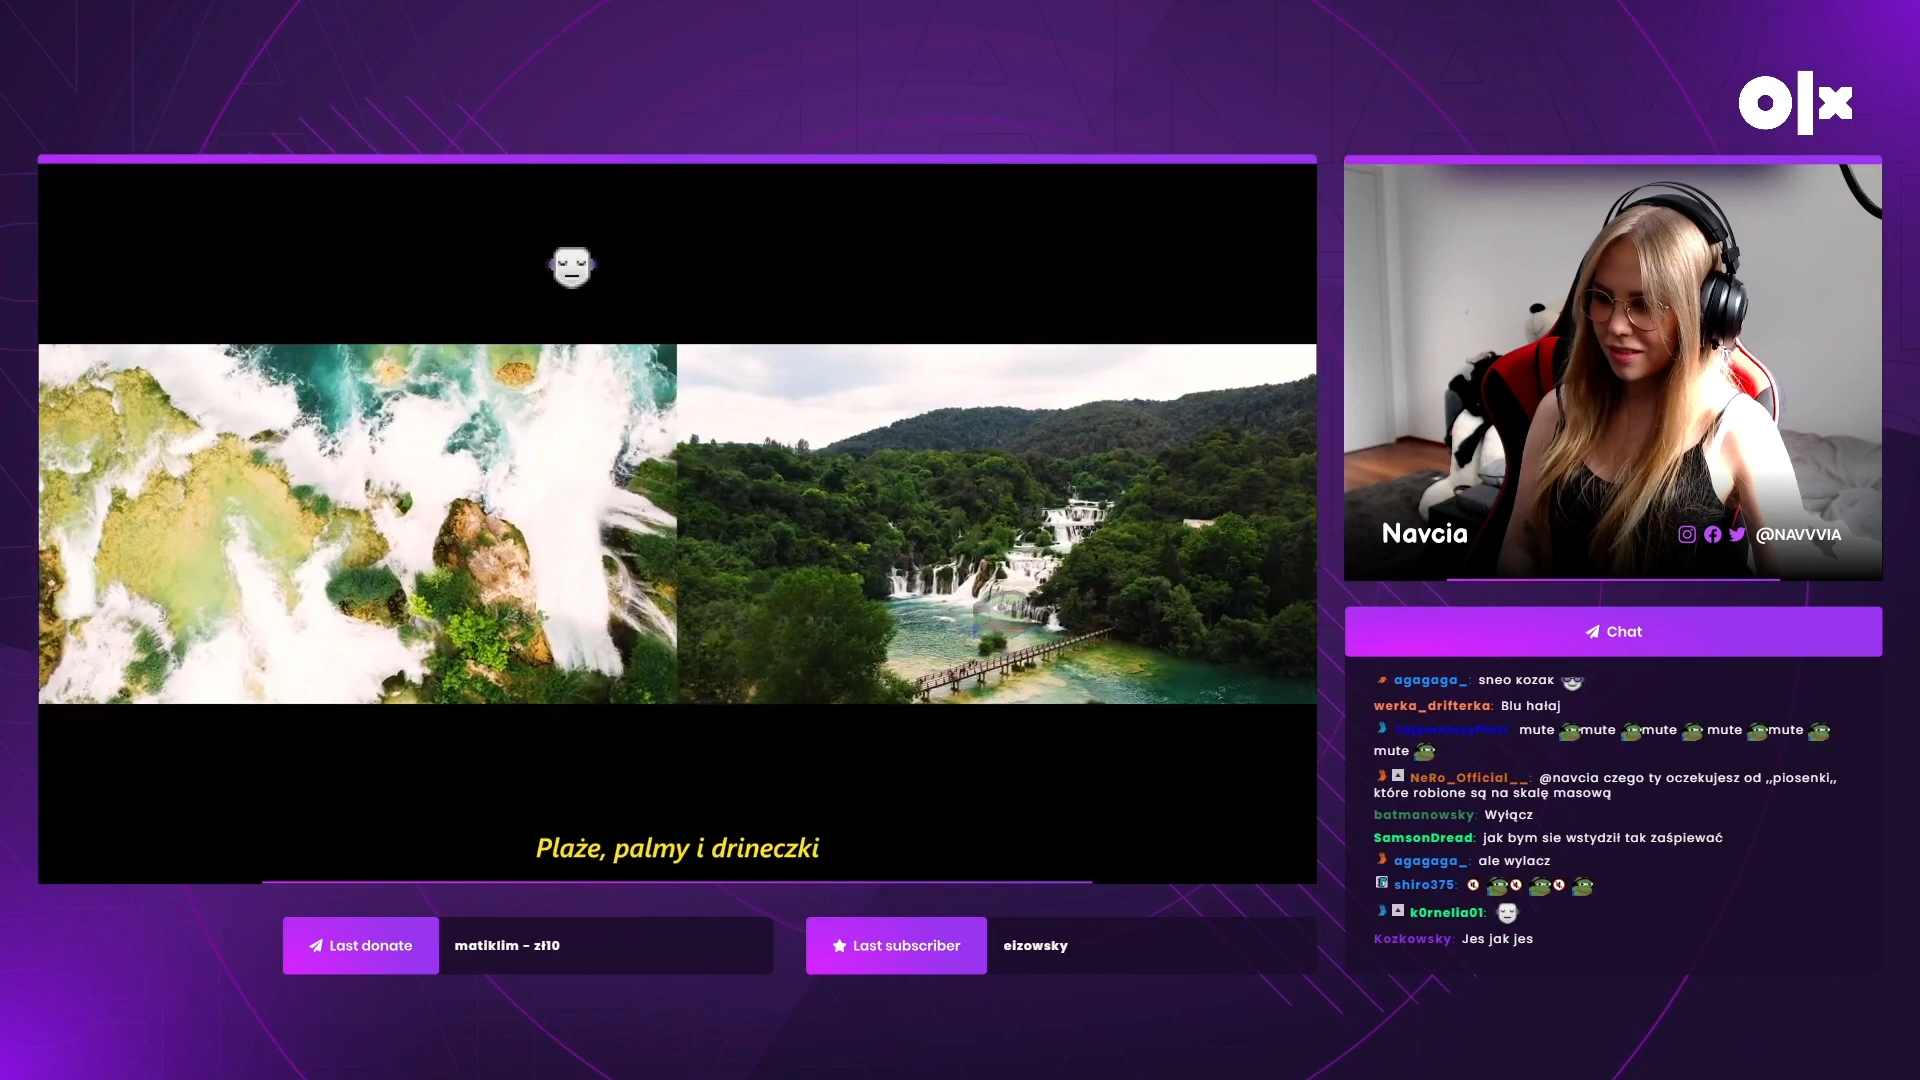 olx
Navcia
@NAVVVIA
Plaże, palmy i drineczki
Last donate
matiklim - zł10
Last subscriber
eizowsky
Chat
agagaga_: sneo kozak
werka_drifterka: Blu hałaj
mute mute mute mute mute
mute
NeRo_Official__: @navcia czego ty oczekujesz od ,,piosenki,,
które robione są na skalę masową
batmanowsky: Wyłącz
SamsonDread: jak bym sie wstydził tak zaśpiewać
agagaga_: ale wylacz
shiro375:
k0rnelia01:
Kozkowsky: Jes jak jes